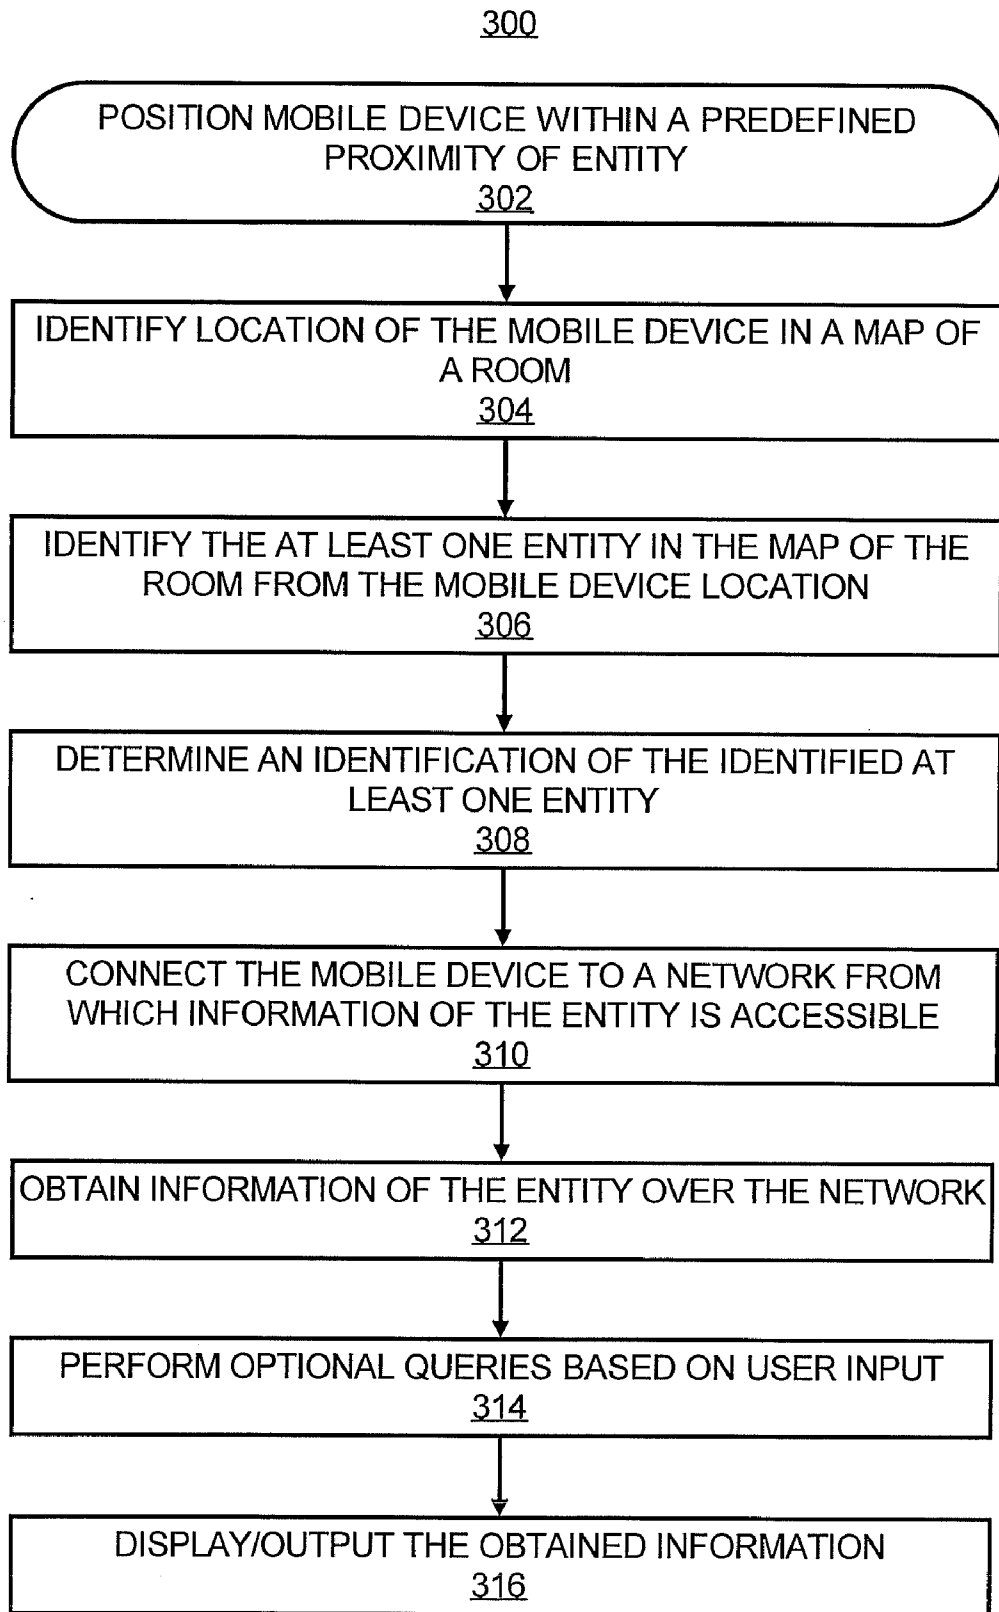 300
POSITION MOBILE DEVICE WITHIN A PREDEFINED
PROXIMITY OF ENTITY
302
IDENTIFY LOCATION OF THE MOBILE DEVICE IN A MAP OF
A ROOM
304
IDENTIFY THE AT LEAST ONE ENTITY IN THE MAP OF THE
ROOM FROM THE MOBILE DEVICE LOCATION
306
DETERMINE AN IDENTIFICATION OF THE IDENTIFIED AT
LEAST ONE ENTITY
308
CONNECT THE MOBILE DEVICE TO A NETWORK FROM
WHICH INFORMATION OF THE ENTITY IS ACCESSIBLE
310
OBTAIN INFORMATION OF THE ENTITY OVER THE NETWORK
312
PERFORM OPTIONAL QUERIES BASED ON USER INPUT
314
DISPLAY/OUTPUT THE OBTAINED INFORMATION
316